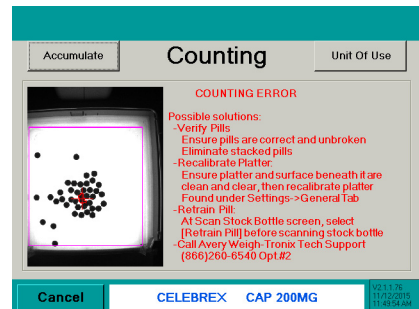 Accumulate
Counting
Unit Of Use
COUNTING ERROR
Possible solutions:
-Verify Pills
Ensure pills are correct and unbroken
Eliminate stacked pills
-Recalibrate Platter:
Ensure platter and surface beneath it are
clean and clear, then recalibrate platter
Found under Settings->General Tab
-Retrain Pill:
At Scan Stock Bottle screen, select
[Retrain Pill] before scanning stock bottle
-Call Avery Weigh-Tronix Tech Support
(866)260-6540 Opt.#2
Cancel
CELEBREX CAP 200MG
V2.1.1.76
11/12/2015
11:49:54 AM